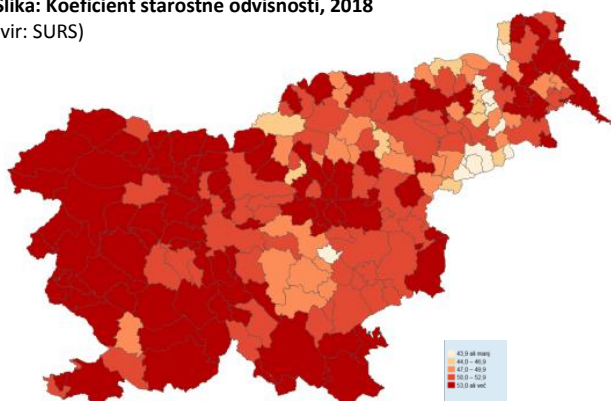 Slika: Koeficient starostne odvisnosti, 2018
vir: SURS)
43,9 ali manj
44,0 – 46,9
47,0 – 49,9
50,0 – 52,9
53,0 ali več